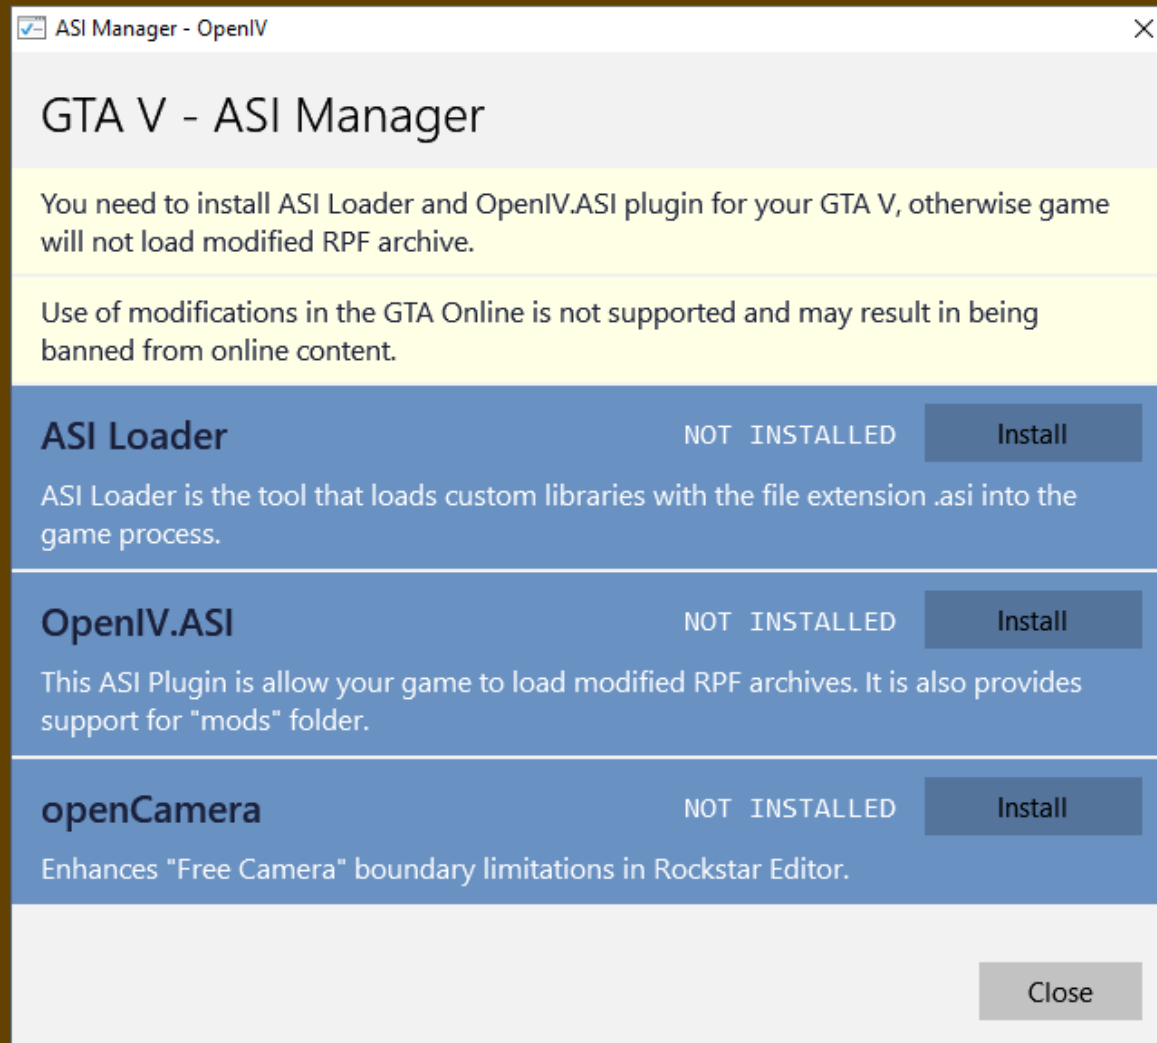 ASI Manager - OpenIV
GTA V - ASI Manager
You need to install ASI Loader and OpenIV.ASI plugin for your GTA V, otherwise game
will not load modified RPF archive.
Use of modifications in the GTA Online is not supported and may result in being
banned from online content.
ASI Loader NOT INSTALLED Install
ASI Loader is the tool that loads custom libraries with the file extension .asi into the
game process.
OpenIV.ASI NOT INSTALLED Install
This ASI Plugin is allow your game to load modified RPF archives. It is also provides
support for "mods" folder.
openCamera NOT INSTALLED Install
Enhances "Free Camera" boundary limitations in Rockstar Editor.
Close